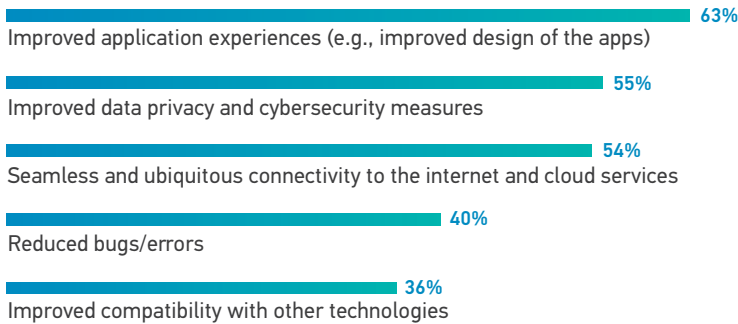 63%
Improved application experiences (e.g., improved design of the apps)
55%
Improved data privacy and cybersecurity measures
54%
Seamless and ubiquitous connectivity to the internet and cloud services
40%
Reduced bugs/errors
36%
Improved compatibility with other technologies